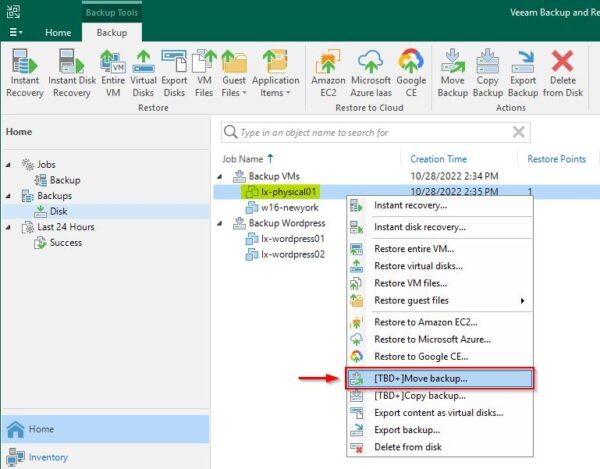 Backup Tools
Veeam Backup and Re
Home
Backup
Instant Recovery
Instant Disk Recovery
Entire VM
Virtual Disks
Export Disks
VM Files
Guest Files
Application Items
Amazon EC2
Microsoft Azure Iaas
Google CE
Move Backup
Copy Backup
Export Backup
Delete from Disk
Restore
Restore to Cloud
Actions
Home
Type in an object name to search for
Job Name
Creation Time
Restore Points
Jobs
Backup
Backups
Disk
Last 24 Hours
Success
Backup VMs 10/28/2022 2:34 PM
lx-physical01 10/28/2022 2:35 PM 1
w16-newyork
Backup Wordpress
lx-wordpress01
lx-wordpress02
Instant recovery...
Instant disk recovery...
Restore entire VM...
Restore virtual disks...
Restore VM files...
Restore guest files
Restore to Amazon EC2...
Restore to Microsoft Azure...
Restore to Google CE...
[TBD+]Move backup...
[TBD+]Copy backup...
Export content as virtual disks...
Export backup...
Delete from disk
Home
Inventory